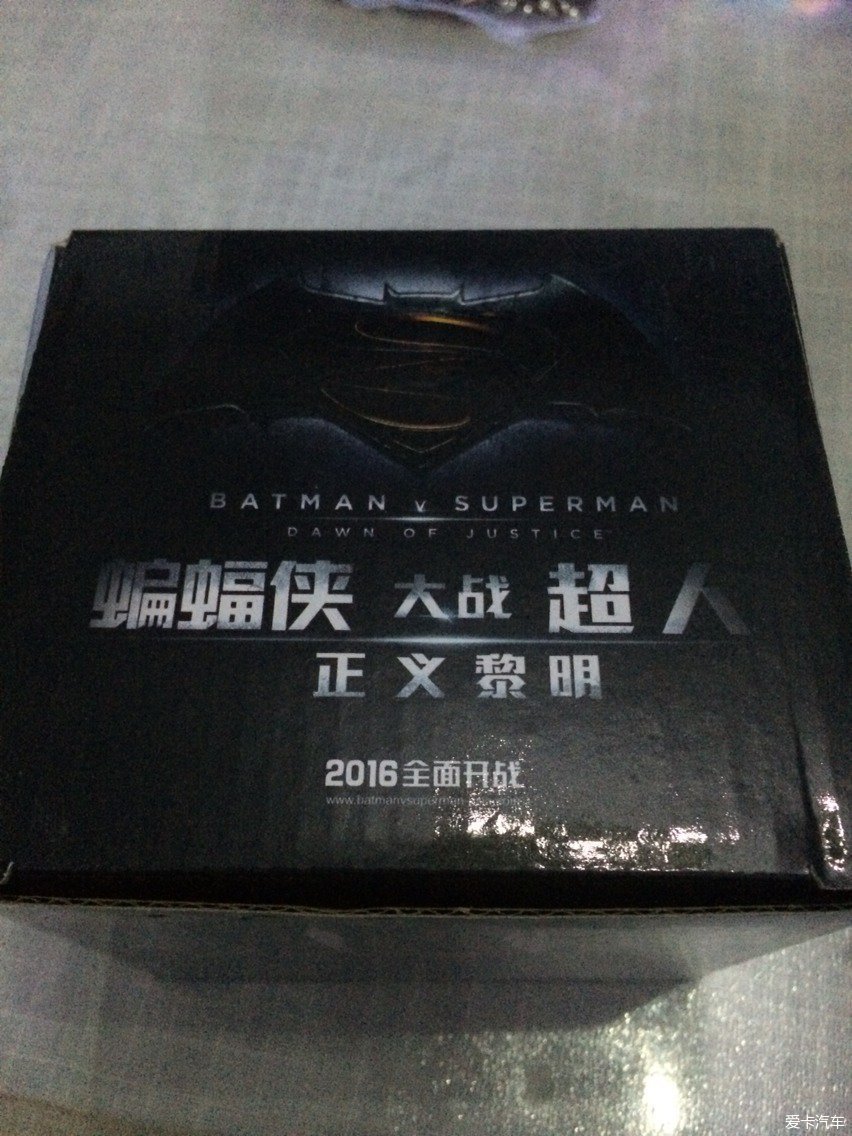 BATMAN V SUPERMAN
DAWN OF JUSTICE
蝙蝠侠 大战 超人
正义黎明
2016全面开战
爱卡汽车